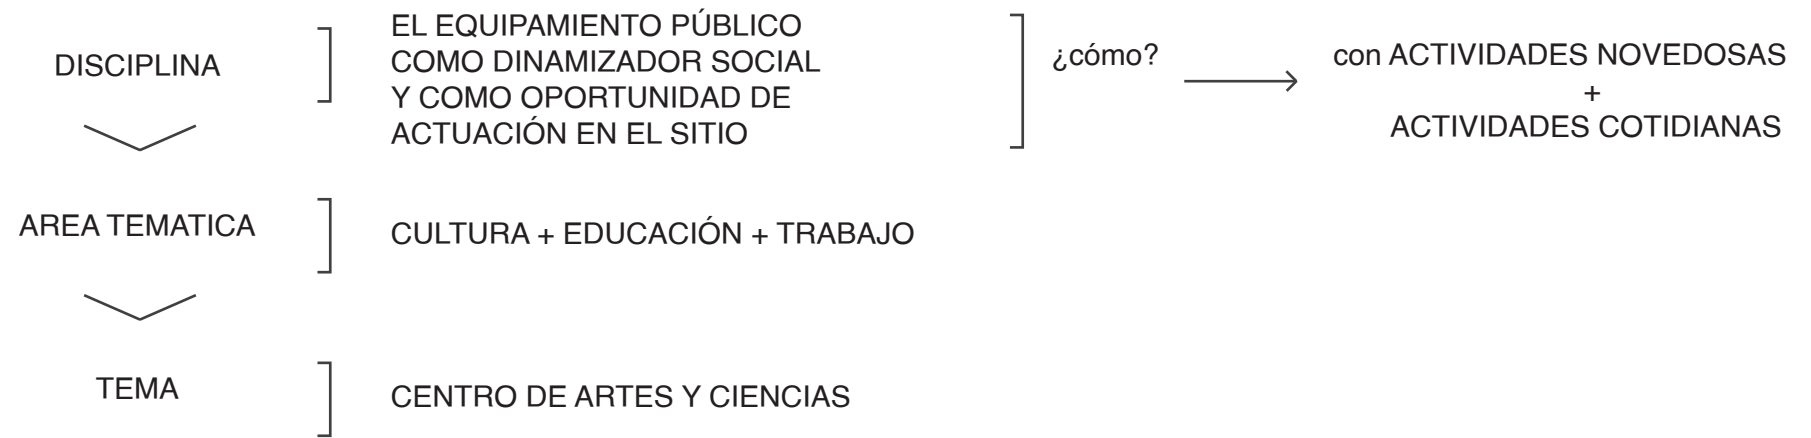 DISCIPLINA
EL EQUIPAMIENTO PÚBLICO
COMO DINAMIZADOR SOCIAL
Y COMO OPORTUNIDAD DE
ACTUACIÓN EN EL SITIO
¿cómo?
con ACTIVIDADES NOVEDOSAS
+
ACTIVIDADES COTIDIANAS
AREA TEMATICA
CULTURA + EDUCACIÓN + TRABAJO
TEMA
CENTRO DE ARTES Y CIENCIAS